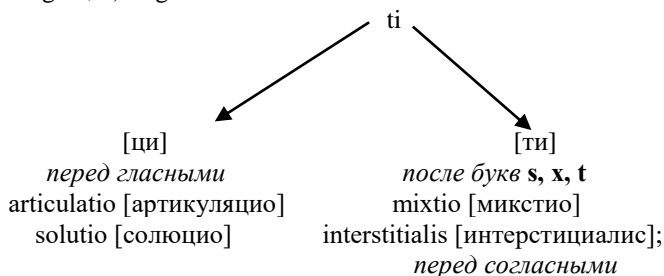 ti
[ци] [ти]
перед гласными после букв s, x, t
articulatio [артикуляцио] mixtio [микстио]
solutio [солюцио] interstitialis [интерстициалис];
перед согласными